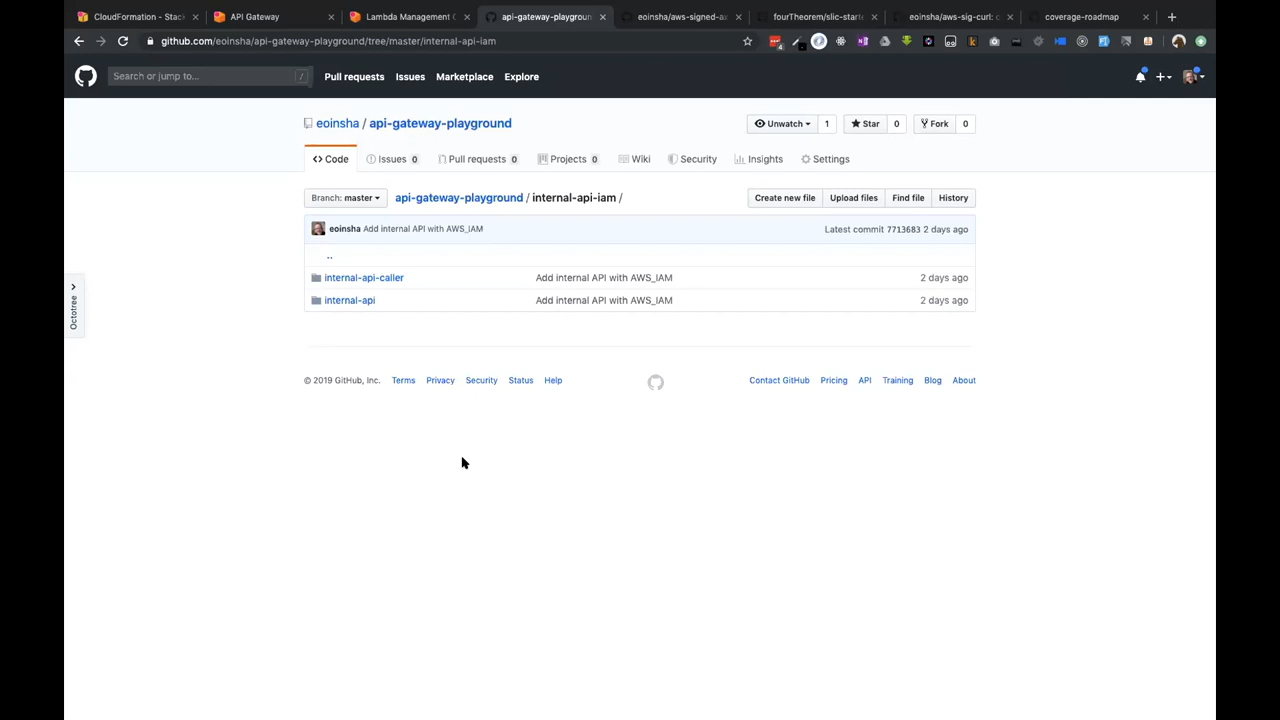 CloudFormation - Stack
API Gateway
Lambda Management C
api-gateway-playgroun
eoinsha/aws-signed-ax
fourTheorem/slic-starte
eoinsha/aws-sig-curl: c
coverage-roadmap
github.com/eoinsha/api-gateway-playground/tree/master/internal-api-iam
Search or jump to... /
Pull requests Issues Marketplace Explore
eoinsha / api-gateway-playground
Unwatch 1 Star 0 Fork 0
Code Issues 0 Pull requests 0 Projects 0 Wiki Security Insights Settings
Branch: master api-gateway-playground / internal-api-iam /
Create new file Upload files Find file History
eoinsha Add internal API with AWS_IAM Latest commit 7713683 2 days ago
..
internal-api-caller Add internal API with AWS_IAM 2 days ago
internal-api Add internal API with AWS_IAM 2 days ago
Octotree
© 2019 GitHub, Inc. Terms Privacy Security Status Help
Contact GitHub Pricing API Training Blog About